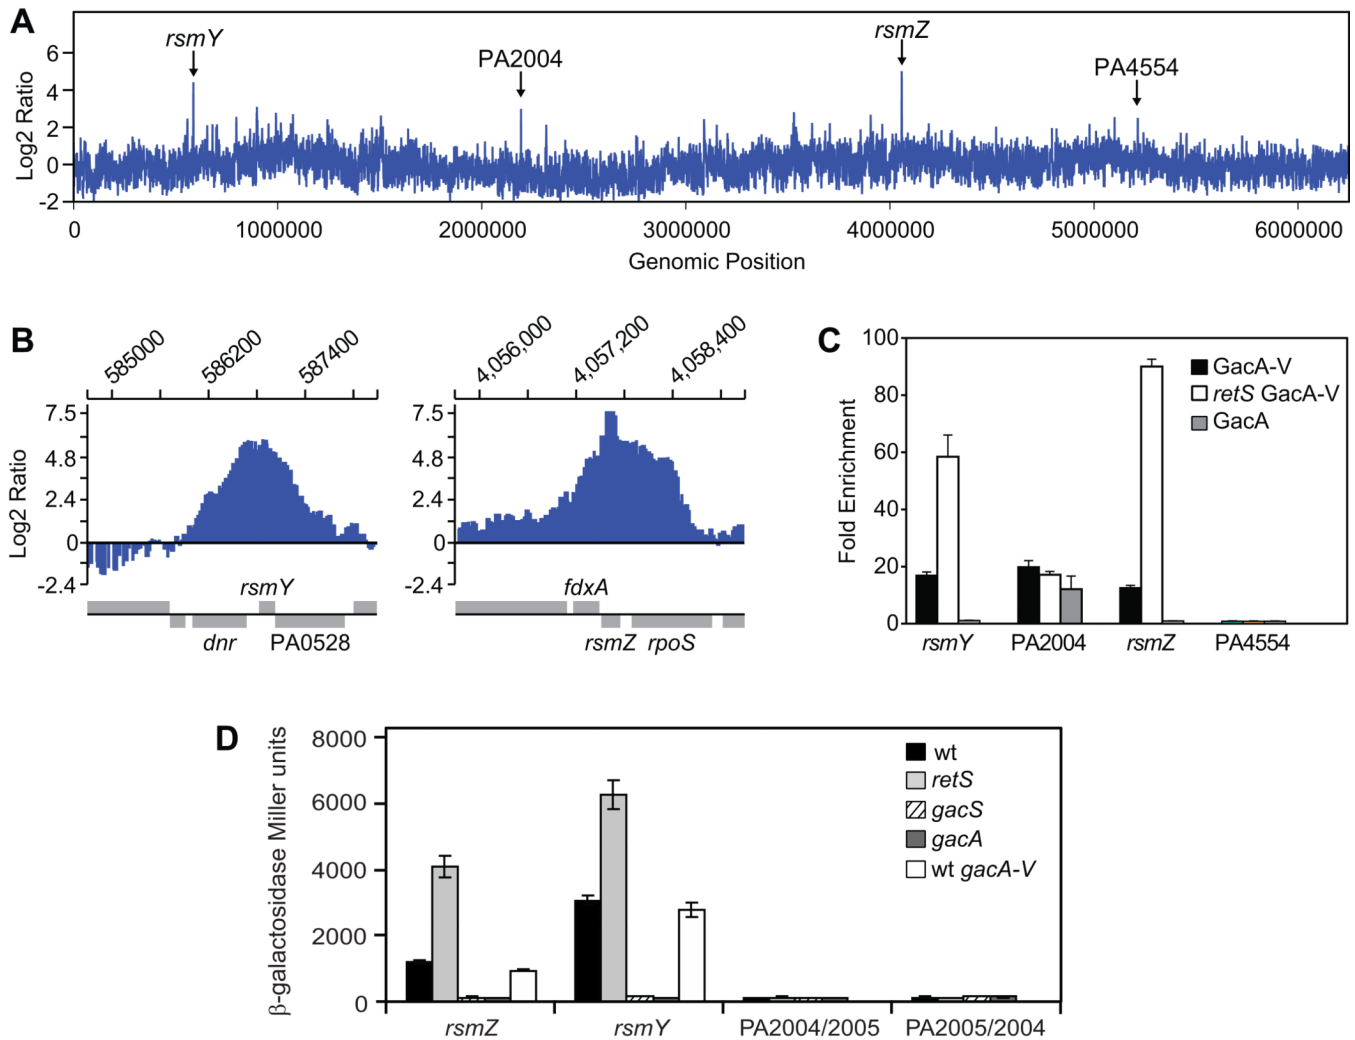 A
rsmY
PA2004
rsmZ
PA4554
Log2 Ratio
6
4
2
0
-2
0 1000000 2000000 3000000 4000000 5000000 6000000
Genomic Position
B
585000 586200 587400
4,056,000 4,057,200 4,058,400
Log2 Ratio
7.5
4.8
2.4
0
-2.4
7.5
4.8
2.4
0
-2.4
rsmY
dnr PA0528
fdxA
rsmZ rpoS
C
Fold Enrichment
100
80
60
40
20
0
GacA-V
retS GacA-V
GacA
rsmY PA2004 rsmZ PA4554
D
β-galactosidase Miller units
8000
6000
4000
2000
0
wt
retS
gacS
gacA
wt gacA-V
rsmZ rsmY PA2004/2005 PA2005/2004